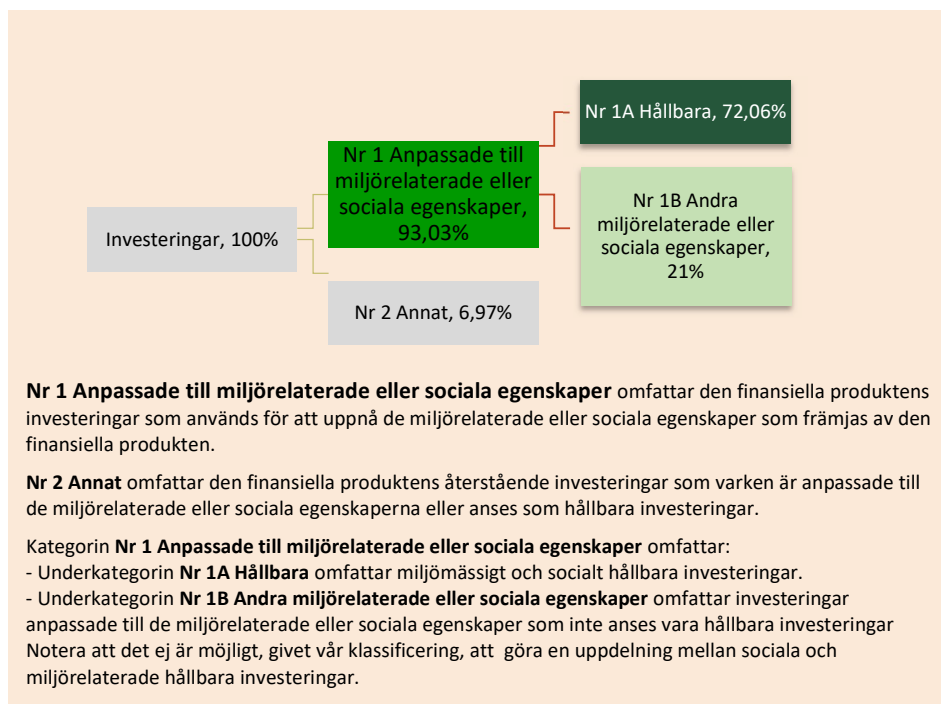 Nr 1A Hållbara, 72,06%
Nr 1 Anpassade till
miljörelaterade eller
sociala egenskaper,
93,03%
Nr 1B Andra
miljörelaterade eller
sociala egenskaper,
21%
Investeringar, 100%
Nr 2 Annat, 6,97%
Nr 1 Anpassade till miljörelaterade eller sociala egenskaper omfattar den finansiella produktens
investeringar som används för att uppnå de miljörelaterade eller sociala egenskaper som främjas av den
finansiella produkten.
Nr 2 Annat omfattar den finansiella produktens återstående investeringar som varken är anpassade till
de miljörelaterade eller sociala egenskaperna eller anses som hållbara investeringar.
Kategorin Nr 1 Anpassade till miljörelaterade eller sociala egenskaper omfattar:
- Underkategorin Nr 1A Hållbara omfattar miljömässigt och socialt hållbara investeringar.
- Underkategorin Nr 1B Andra miljörelaterade eller sociala egenskaper omfattar investeringar
anpassade till de miljörelaterade eller sociala egenskaper som inte anses vara hållbara investeringar
Notera att det ej är möjligt, givet vår klassificering, att göra en uppdelning mellan sociala och
miljörelaterade hållbara investeringar.